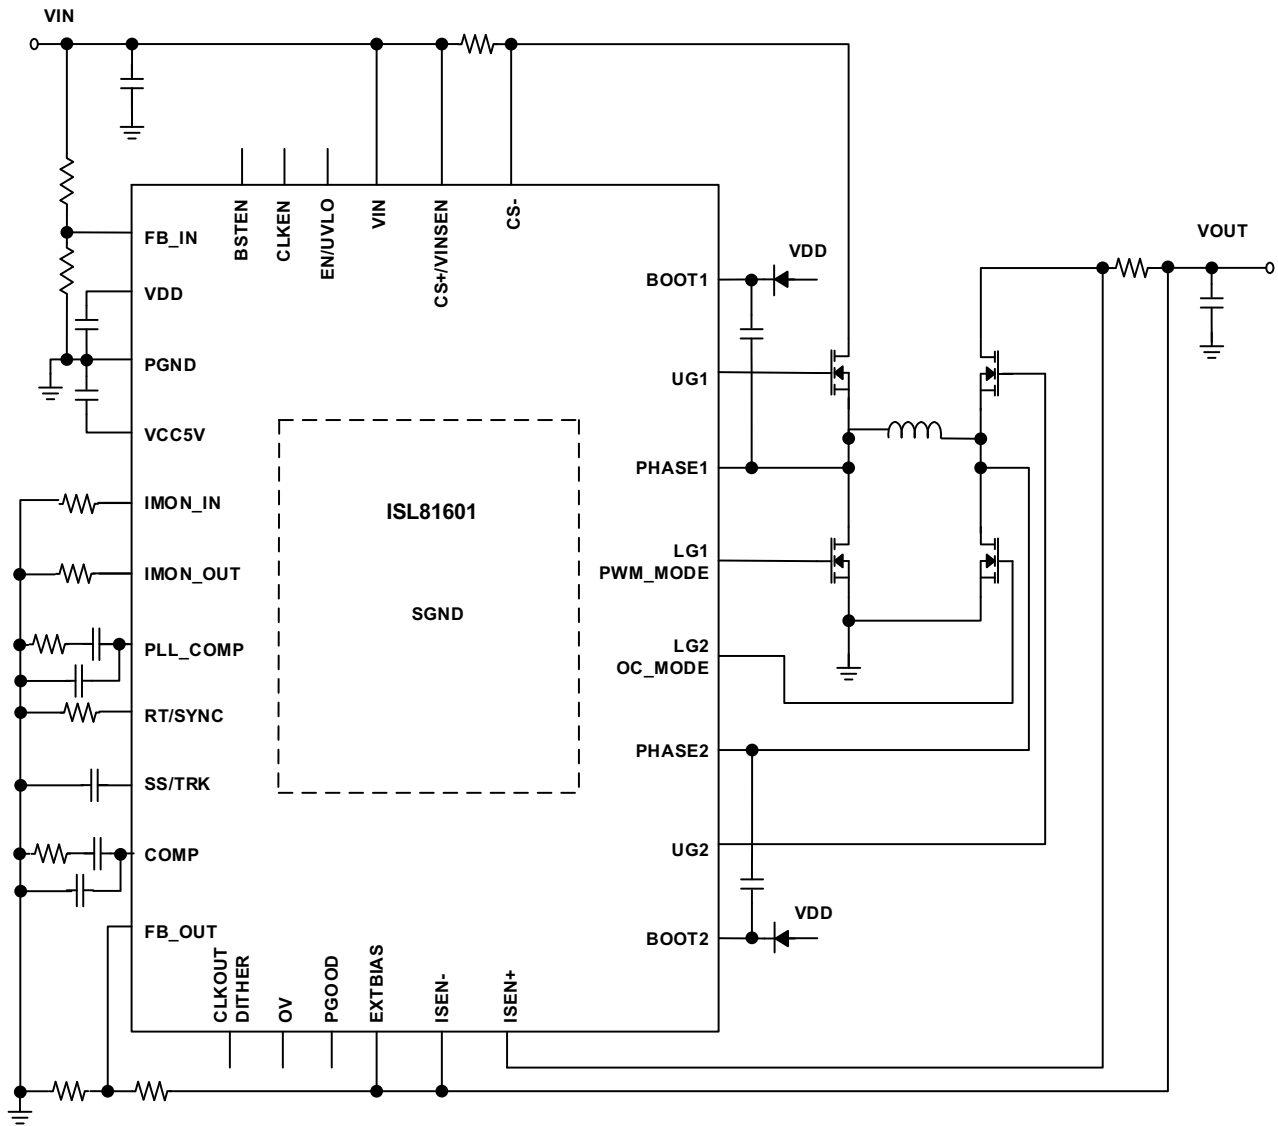 VIN
BSTEN
CLKEN
EN/UVLO
VIN
CS+/VINSEN
CS-
FB_IN
VDD
PGND
VCC5V
IMON_IN
IMON_OUT
PLL_COMP
RT/SYNC
SS/TRK
COMP
FB_OUT
ISL81601
SGND
BOOT1
UG1
PHASE1
LG1
PWM_MODE
LG2
OC_MODE
PHASE2
UG2
BOOT2
VDD
VDD
VOUT
CLKOUT
DITHER
OV
PGOOD
EXTBIAS
ISEN-
ISEN+